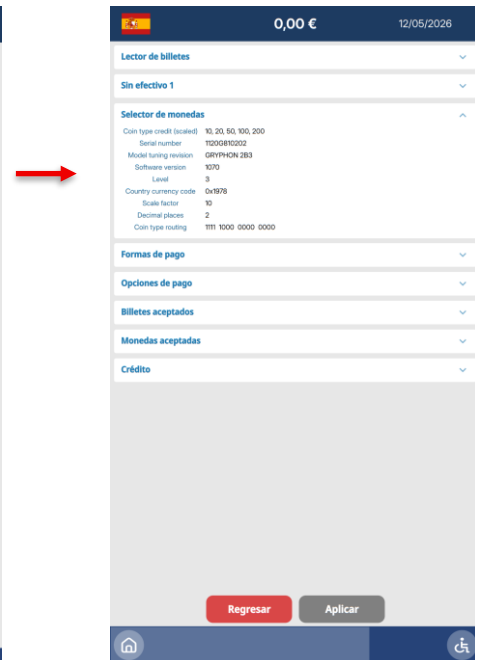 0,00 €
12/05/2026
Lector de billetes
Sin efectivo 1
Selector de monedas
Coin type credit (scaled) 10, 20, 50, 100, 200
Serial number 1120G810202
Model tuning revision GRYPHON 2B3
Software version 1070
Level 3
Country currency code 0x1978
Scale factor 10
Decimal places 2
Coin type routing 1111 1000 0000 0000
Formas de pago
Opciones de pago
Billetes aceptados
Monedas aceptadas
Crédito
Regresar
Aplicar